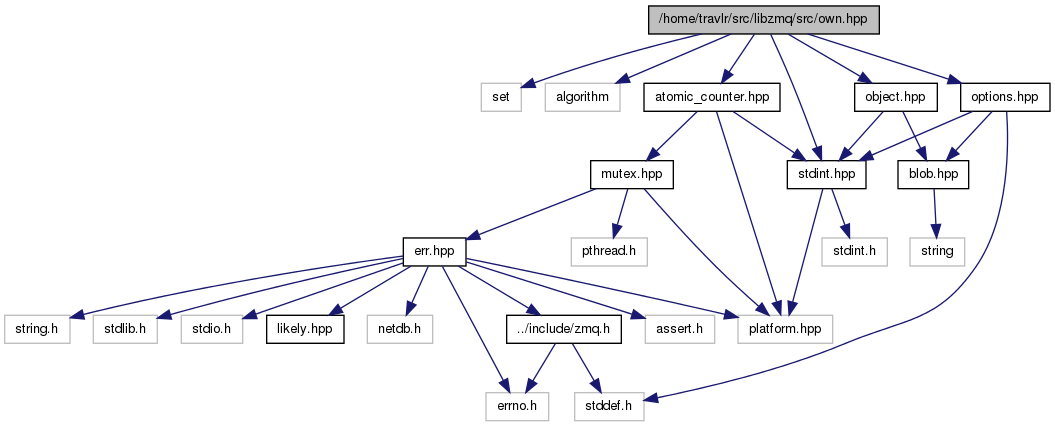 /home/travlr/src/libzmq/src/own.hpp
set
algorithm
atomic_counter.hpp
object.hpp
options.hpp
mutex.hpp
stdint.hpp
blob.hpp
err.hpp
pthread.h
stdint.h
string
string.h
stdlib.h
stdio.h
likely.hpp
netdb.h
../include/zmq.h
assert.h
platform.hpp
errno.h
stddef.h